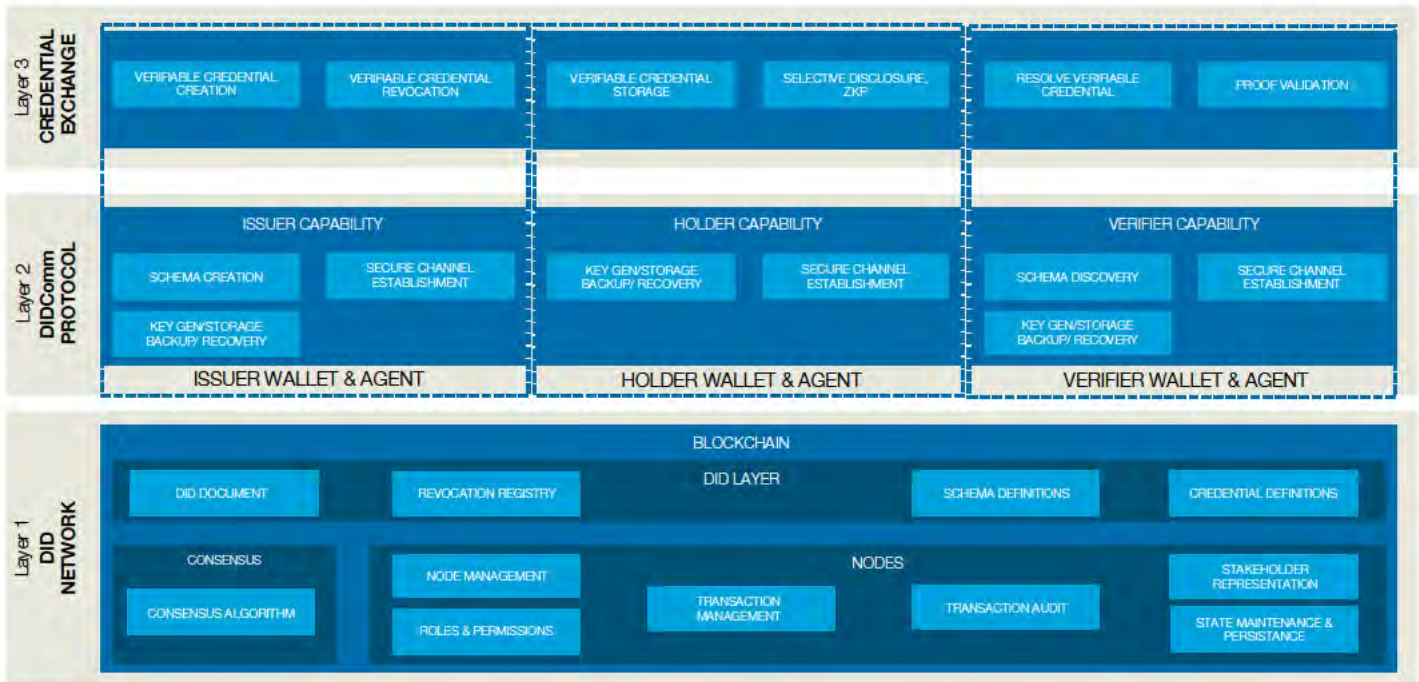 Layer 3
CREDENTIAL
EXCHANGE
VERIFIABLE CREDENTIAL
CREATION
VERIFIABLE CREDENTIAL
REVOCATION
VERIFIABLE CREDENTIAL
STORAGE
SELECTIVE DISCLOSURE,
ZKP
RESOLVE VERIFIABLE
CREDENTIAL
PROOF VALIDATION
Layer 2
DIDComm
PROTOCOL
ISSUER CAPABILITY
SCHEMA CREATION
SECURE CHANNEL
ESTABLISHMENT
KEY GEN/STORAGE
BACKUP/ RECOVERY
ISSUER WALLET & AGENT
HOLDER CAPABILITY
KEY GEN/STORAGE
BACKUP/ RECOVERY
SECURE CHANNEL
ESTABLISHMENT
HOLDER WALLET & AGENT
VERIFIER CAPABILITY
SCHEMA DISCOVERY
SECURE CHANNEL
ESTABLISHMENT
KEY GEN/STORAGE
BACKUP/ RECOVERY
VERIFIER WALLET & AGENT
Layer 1
DID
NETWORK
BLOCKCHAIN
DID LAYER
DID DOCUMENT
REVOCATION REGISTRY
SCHEMA DEFINITIONS
CREDENTIAL DEFINITIONS
CONSENSUS
CONSENSUS ALGORITHM
NODES
NODE MANAGEMENT
ROLES & PERMISSIONS
TRANSACTION
MANAGEMENT
TRANSACTION AUDIT
STAKEHOLDER
REPRESENTATION
STATE MAINTENANCE &
PERSISTANCE